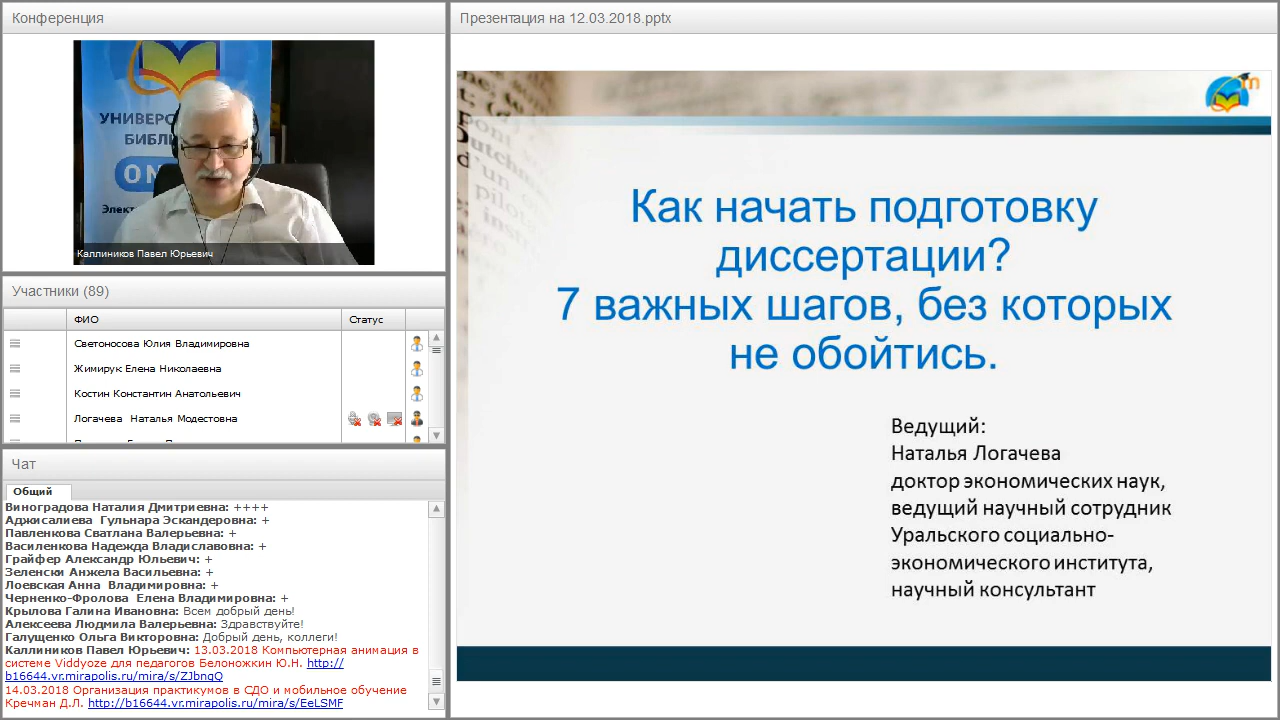 Конференция
УНИВЕР
БИБЛИ
ON
Элект
Каллиников Павел Юрьевич
Участники (89)
ФИО
Статус
Светоносова Юлия Владимировна
Жимирук Елена Николаевна
Костин Константин Анатольевич
Логачева Наталья Модестовна
Чат
Общий
Виноградова Наталия Дмитриевна: ++++
Аджисалиева Гульнара Эскандеровна: +
Павленкова Сватлана Валерьевна: +
Василенкова Надежда Владиславовна: +
Грайфер Александр Юльевич: +
Зеленски Анжела Васильевна: +
Лоевская Анна Владимировна: +
Черненко-Фролова Елена Владимировна: +
Крылова Галина Ивановна: Всем добрый день!
Алексеева Людмила Валерьевна: Здравствуйте!
Галущенко Ольга Викторовна: Добрый день, коллеги!
Каллиников Павел Юрьевич: 13.03.2018 Компьютерная анимация в
системе Viddyoze для педагогов Белоножкин Ю.Н. http://
b16644.vr.mirapolis.ru/mira/s/ZJbnqQ
14.03.2018 Организация практикумов в СДО и мобильное обучение
Кречман Д.Л. http://b16644.vr.mirapolis.ru/mira/s/EeLSMF
Презентация на 12.03.2018.pptx
Как начать подготовку
диссертации?
7 важных шагов, без которых
не обойтись.
Ведущий:
Наталья Логачева
доктор экономических наук,
ведущий научный сотрудник
Уральского социально-
экономического института,
научный консультант